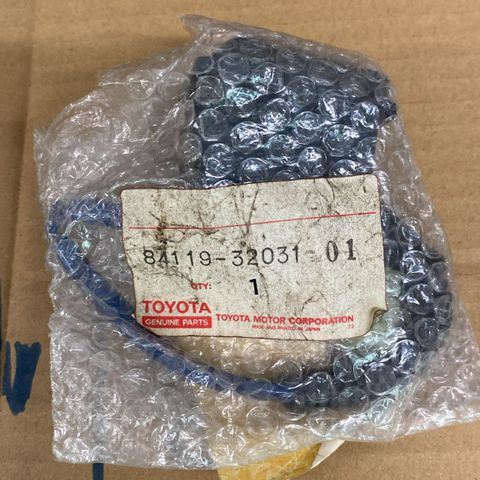 84119-32031-01
QTY:
1
TOYOTA
GENUINE PARTS
TOYOTA MOTOR CORPORATION
MADE AND PRINTED IN JAPAN